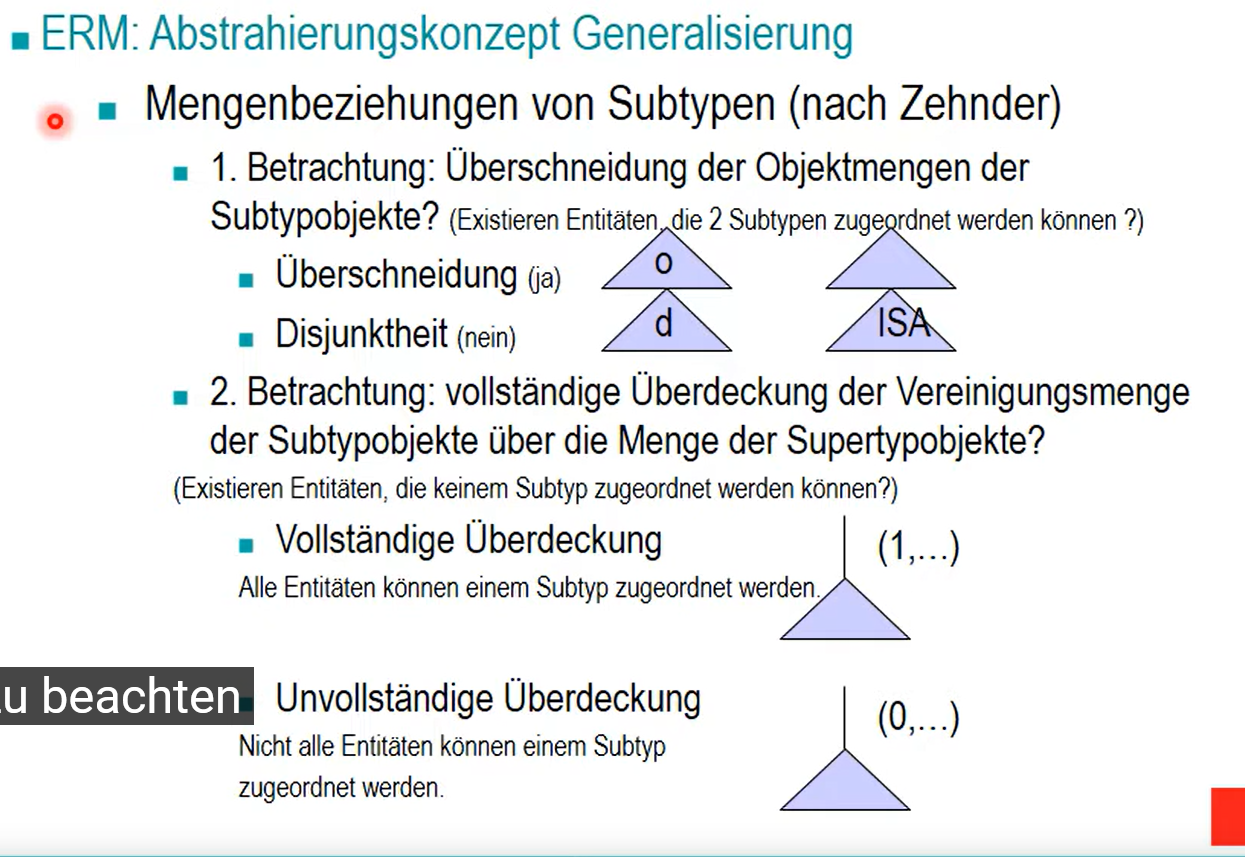 ERM: Abstrahierungskonzept Generalisierung
Mengenbeziehungen von Subtypen (nach Zehnder)
1. Betrachtung: Überschneidung der Objektmengen der
Subtypobjekte? (Existieren Entitäten, die 2 Subtypen zugeordnet werden können ?)
Überschneidung (ja)
o
Disjunktheit (nein)
d
ISA
2. Betrachtung: vollständige Überdeckung der Vereinigungsmenge
der Subtypobjekte über die Menge der Supertypobjekte?
(Existieren Entitäten, die keinem Subtyp zugeordnet werden können?)
Vollständige Überdeckung
(1,...)
Alle Entitäten können einem Subtyp zugeordnet werden.
u beachten
Unvollständige Überdeckung
(0,...)
Nicht alle Entitäten können einem Subtyp
zugeordnet werden.